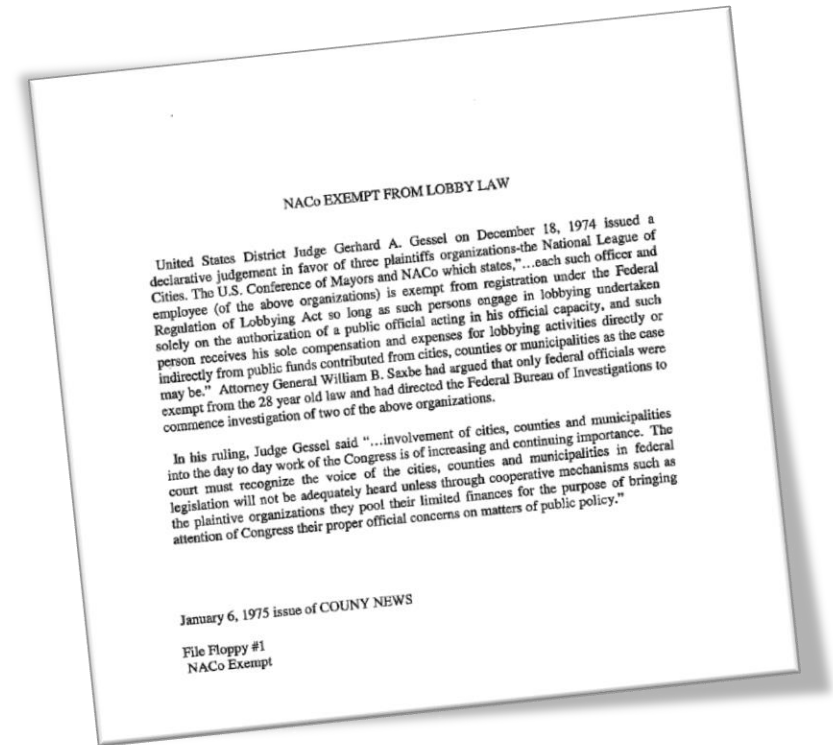 NACo EXEMPT FROM LOBBY LAW
United States District Judge Gerhard A. Gessel on December 18, 1974 issued a
declarative judgement in favor of three plaintiffs organizations-the National League of
Cities. The U.S. Conference of Mayors and NACo which states,"...each such officer and
employee (of the above organizations) is exempt from registration under the Federal
Regulation of Lobbying Act so long as such persons engage in lobbying undertaken
solely on the authorization of a public official acting in his official capacity, and such
person receives his sole compensation and expenses for lobbying activities directly or
indirectly from public funds contributed from cities, counties or municipalities as the case
may be." Attorney General William B. Saxbe had argued that only federal officials were
exempt from the 28 year old law and had directed the Federal Bureau of Investigations to
commence investigation of two of the above organizations.
In his ruling, Judge Gessel said "...involvement of cities, counties and municipalities
into the day to day work of the Congress is of increasing and continuing importance. The
court must recognize the voice of the cities, counties and municipalities in federal
legislation will not be adequately heard unless through cooperative mechanisms such as
the plaintive organizations they pool their limited finances for the purpose of bringing
attention of Congress their proper official concerns on matters of public policy."
January 6, 1975 issue of COUNY NEWS
File Floppy #1
NACo Exempt